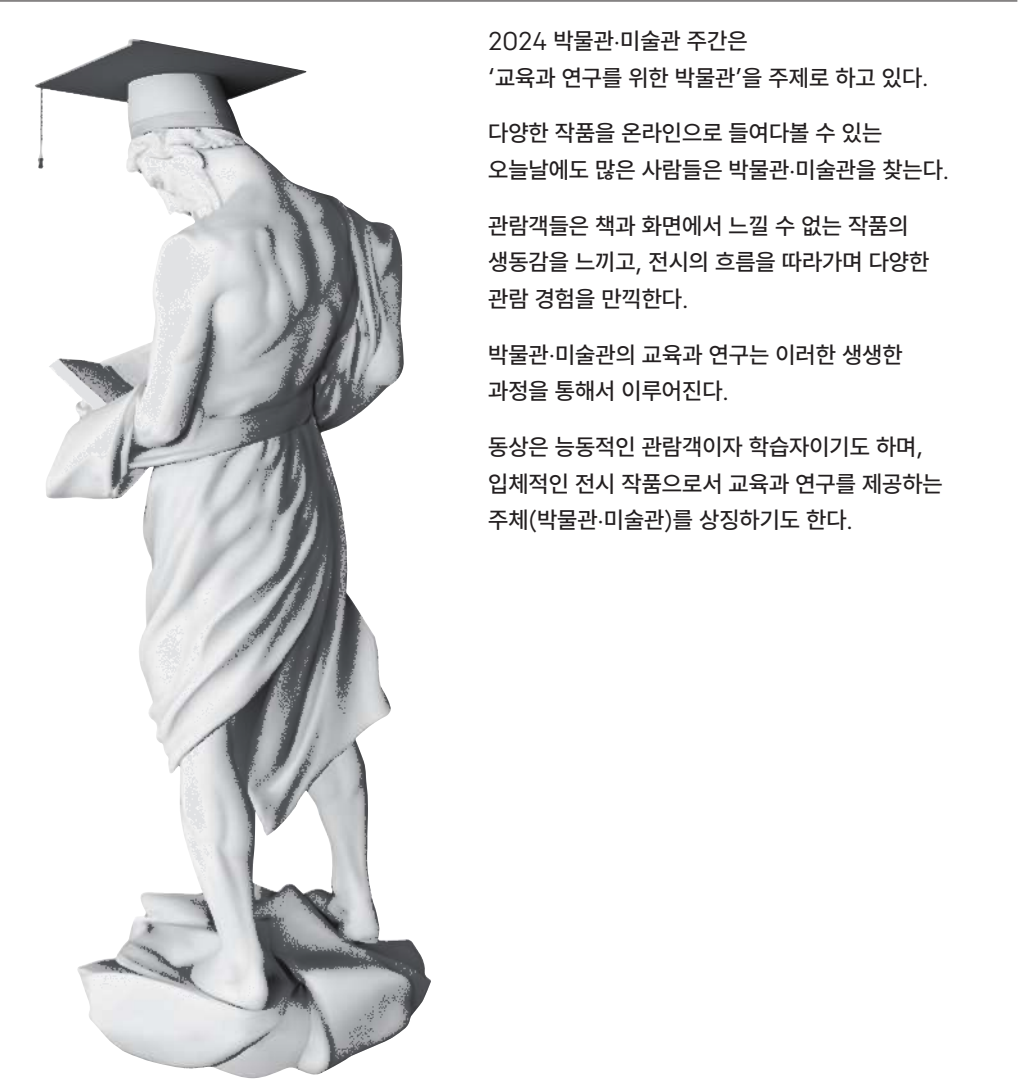 2024 박물관·미술관 주간은
‘교육과 연구를 위한 박물관’을 주제로 하고 있다.
다양한 작품을 온라인으로 들여다볼 수 있는
오늘날에도 많은 사람들은 박물관·미술관을 찾는다.
관람객들은 책과 화면에서 느낄 수 없는 작품의
생동감을 느끼고, 전시의 흐름을 따라가며 다양한
관람 경험을 만끽한다.
박물관·미술관의 교육과 연구는 이러한 생생한
과정을 통해서 이루어진다.
동상은 능동적인 관람객이자 학습자이기도 하며,
입체적인 전시 작품으로서 교육과 연구를 제공하는
주체(박물관·미술관)를 상징하기도 한다.